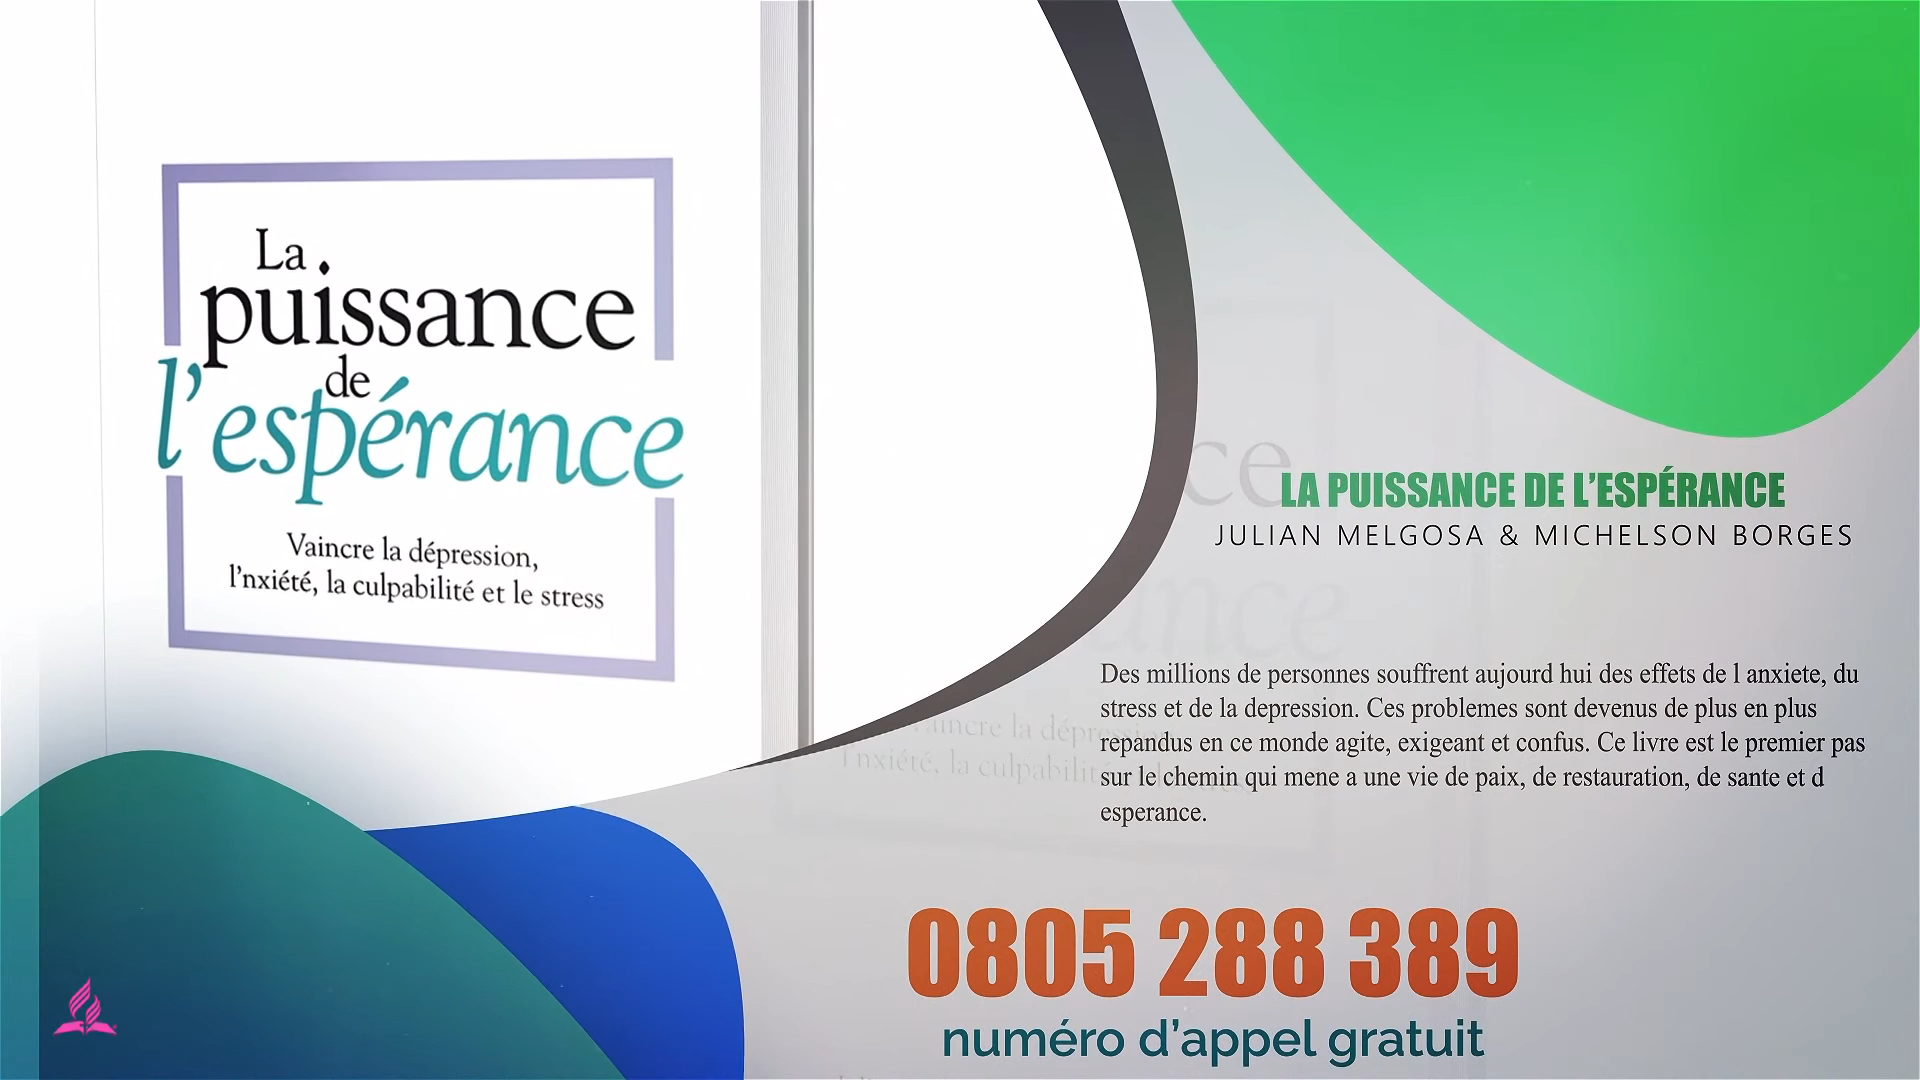 La
puissance
de
l'espérance
Vaincre la dépression,
l'nxiété, la culpabilité et le stress
LA PUISSANCE DE L'ESPÉRANCE
JULIAN MELGOSA & MICHELSON BORGES
Des millions de personnes souffrent aujourd hui des effets de l anxiete, du
stress et de la depression. Ces problemes sont devenus de plus en plus
repandus en ce monde agite, exigeant et confus. Ce livre est le premier pas
sur le chemin qui mene a une vie de paix, de restauration, de sante et d
esperance.
0805 288 389
numéro d'appel gratuit